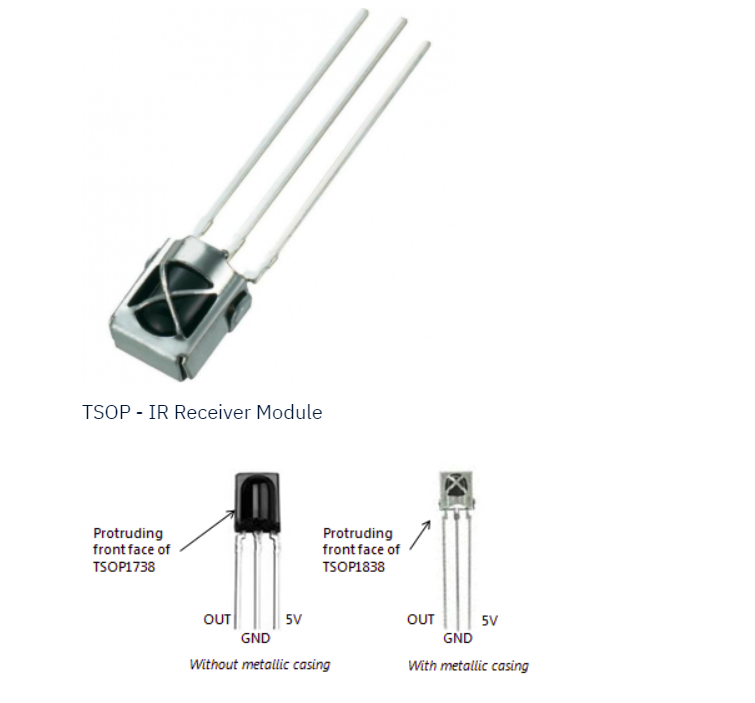 TSOP - IR Receiver Module
Protruding
front face of
TSOP1738
Protruding
front face of
TSOP1838
OUT
5V
GND
OUT
5V
GND
Without metallic casing
With metallic casing